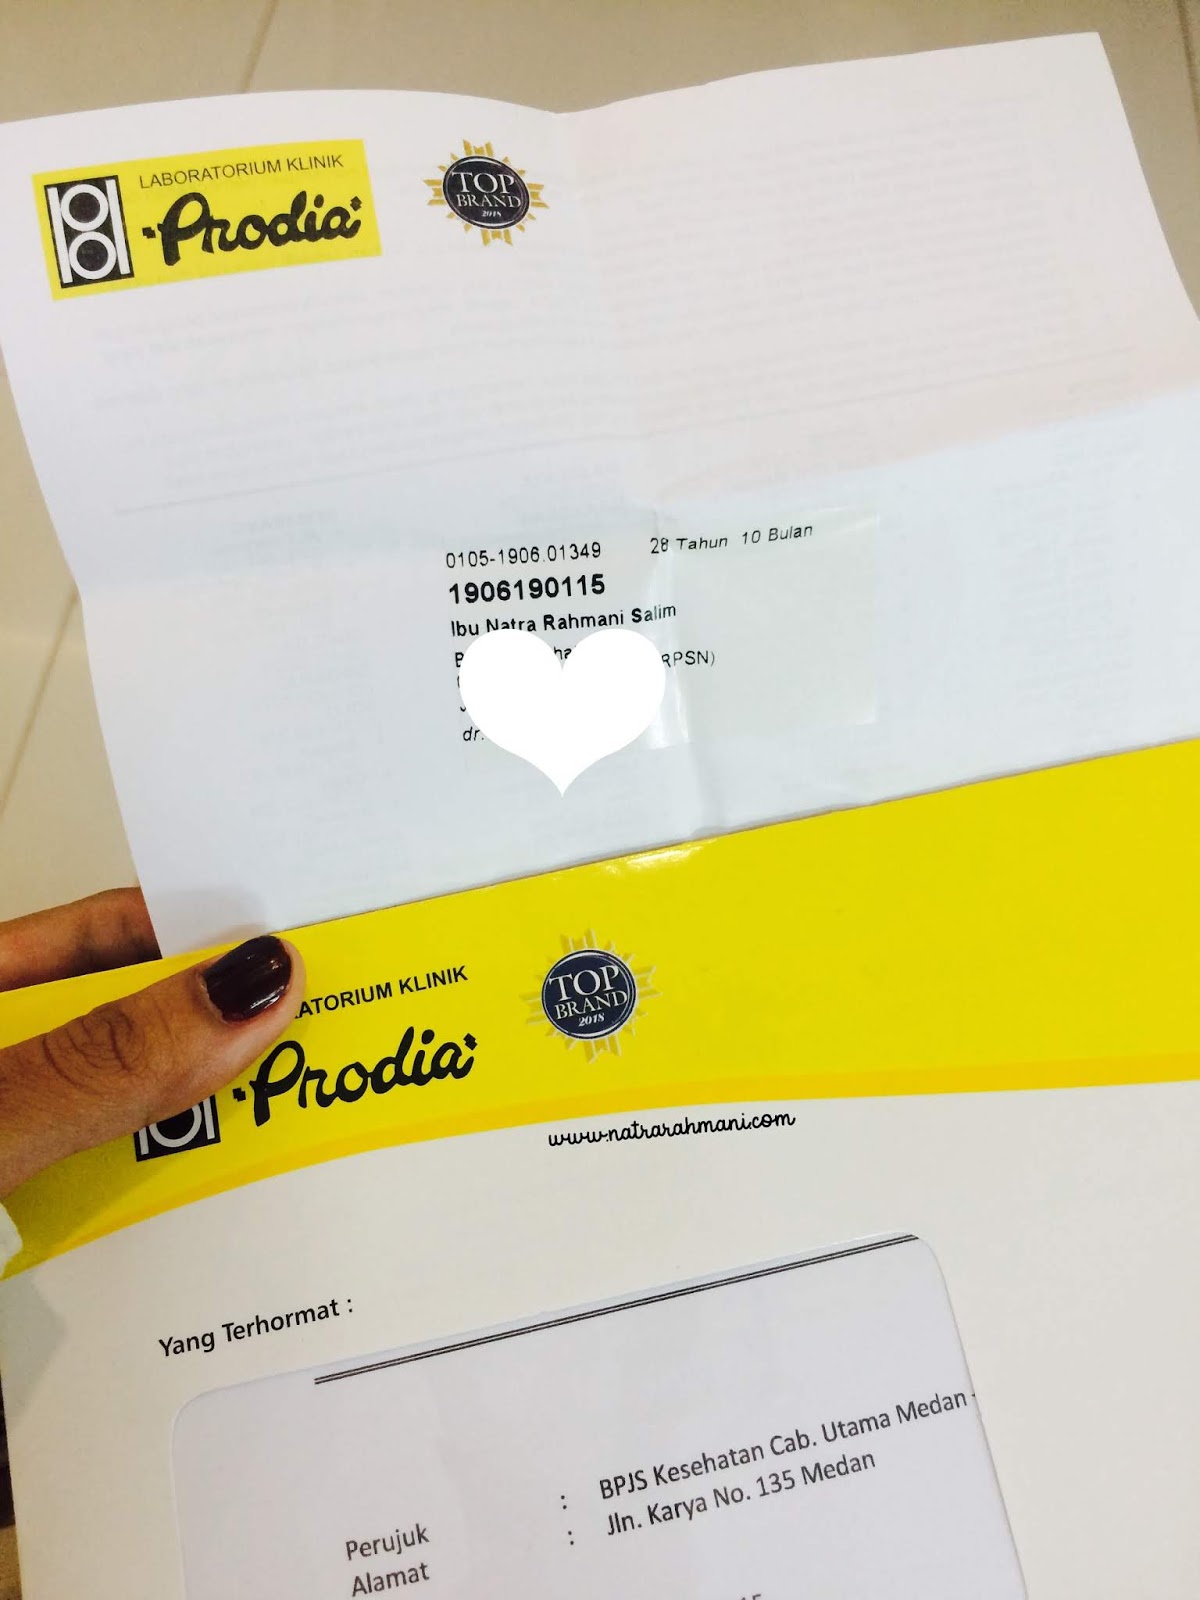 LABORATORIUM KLINIK
Prodia
TOP
BRAND
2018
0105-1906.01349 28 Tahun 10 Bulan
1906190115
Ibu Natra Rahmani Salim
RPSN)
dr.
ATORIUM KLINIK
Prodia
TOP
BRAND
2018
www.natrarahmani.com
Yang Terhormat :
Perujuk : BPJS Kesehatan Cab. Utama Medan -
Alamat : Jln. Karya No. 135 Medan